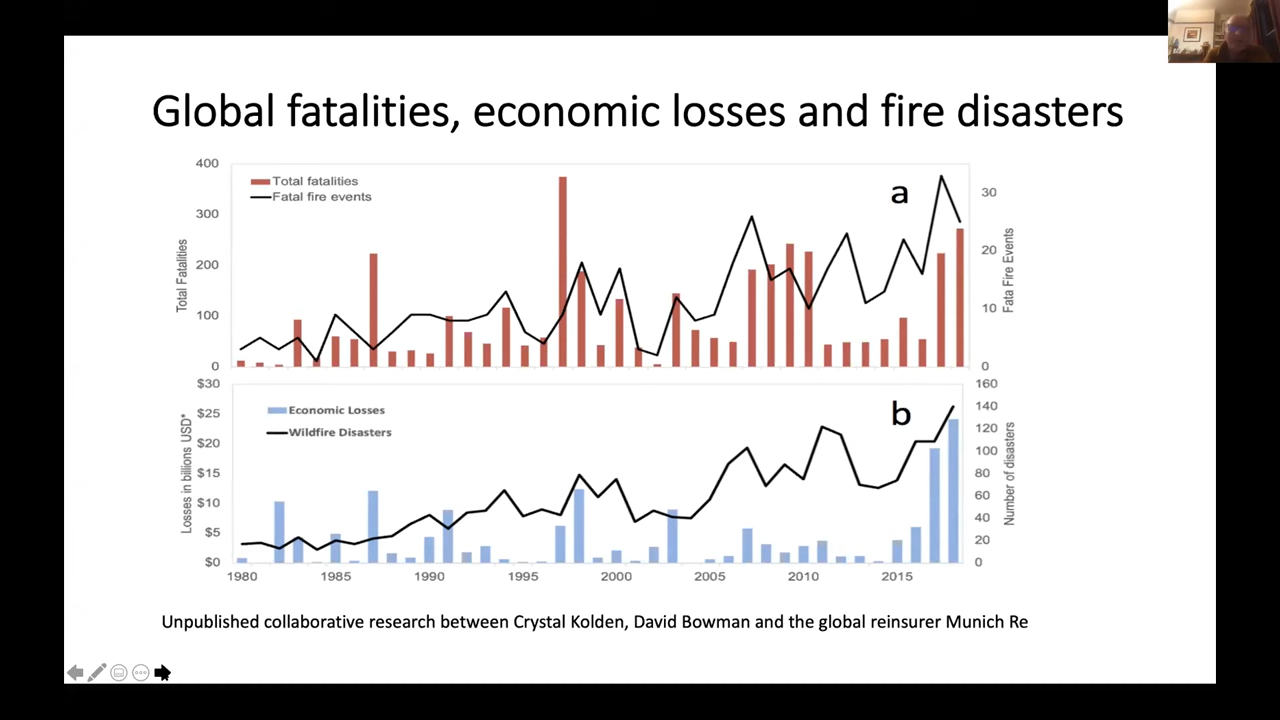 Global fatalities, economic losses and fire disasters
400
300
200
100
0
Total Fatalities
Total fatalities
Fatal fire events
a
30
20
10
0
Fata Fire Events
$30
$25
$20
$15
$10
$5
$0
Losses in billions USD*
Economic Losses
Wildfire Disasters
b
160
140
120
100
80
60
40
20
0
Number of disasters
1980
1985
1990
1995
2000
2005
2010
2015
Unpublished collaborative research between Crystal Kolden, David Bowman and the global reinsurer Munich Re